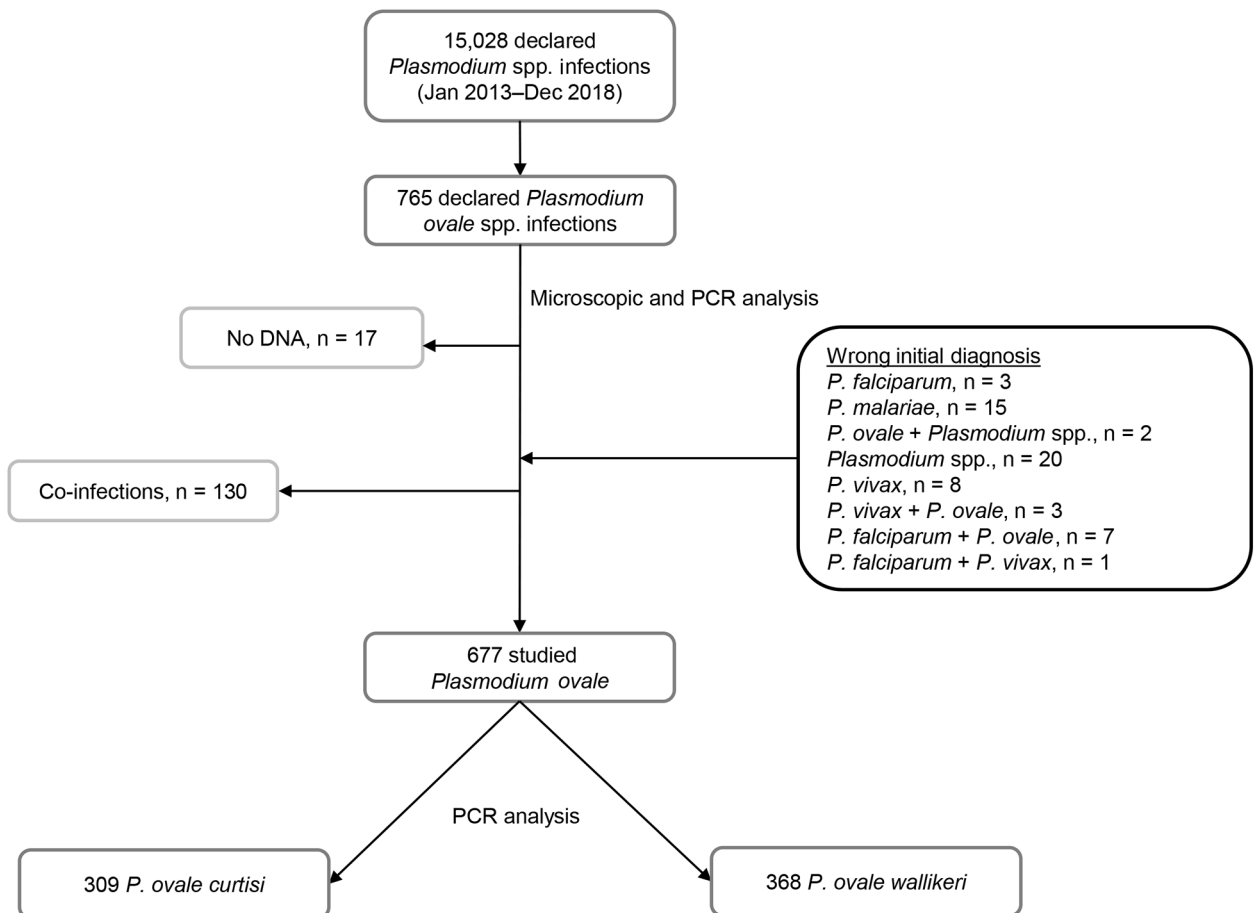 15,028 declared
Plasmodium spp. infections
(Jan 2013–Dec 2018)
765 declared Plasmodium
ovale spp. infections
Microscopic and PCR analysis
No DNA, n = 17
Wrong initial diagnosis
P. falciparum, n = 3
P. malariae, n = 15
P. ovale + Plasmodium spp., n = 2
Plasmodium spp., n = 20
P. vivax, n = 8
P. vivax + P. ovale, n = 3
P. falciparum + P. ovale, n = 7
P. falciparum + P. vivax, n = 1
Co-infections, n = 130
677 studied
Plasmodium ovale
PCR analysis
309 P. ovale curtisi
368 P. ovale wallikeri